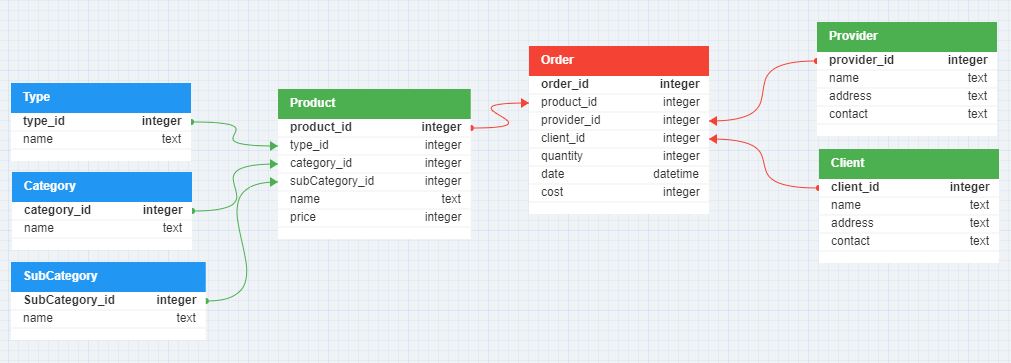 Type
type_id integer
name text
Category
category_id integer
name text
SubCategory
SubCategory_id integer
name text
Product
product_id integer
type_id integer
category_id integer
subCategory_id integer
name text
price integer
Order
order_id integer
product_id integer
provider_id integer
client_id integer
quantity integer
date datetime
cost integer
Provider
provider_id integer
name text
address text
contact text
Client
client_id integer
name text
address text
contact text